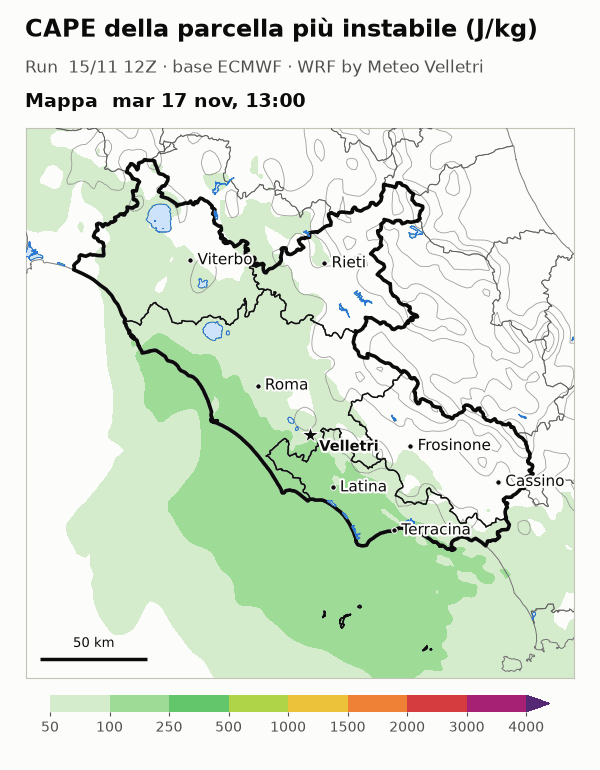 CAPE della parcella più instabile (J/kg)
Run  15/11 12Z · base ECMWF · WRF by Meteo Velletri
Mappa  mar 17 nov, 13:00
Viterbo
Rieti
Roma
Velletri
Frosinone
Cassino
Latina
Terracina
50 km
50 100 250 500 1000 1500 2000 3000 4000